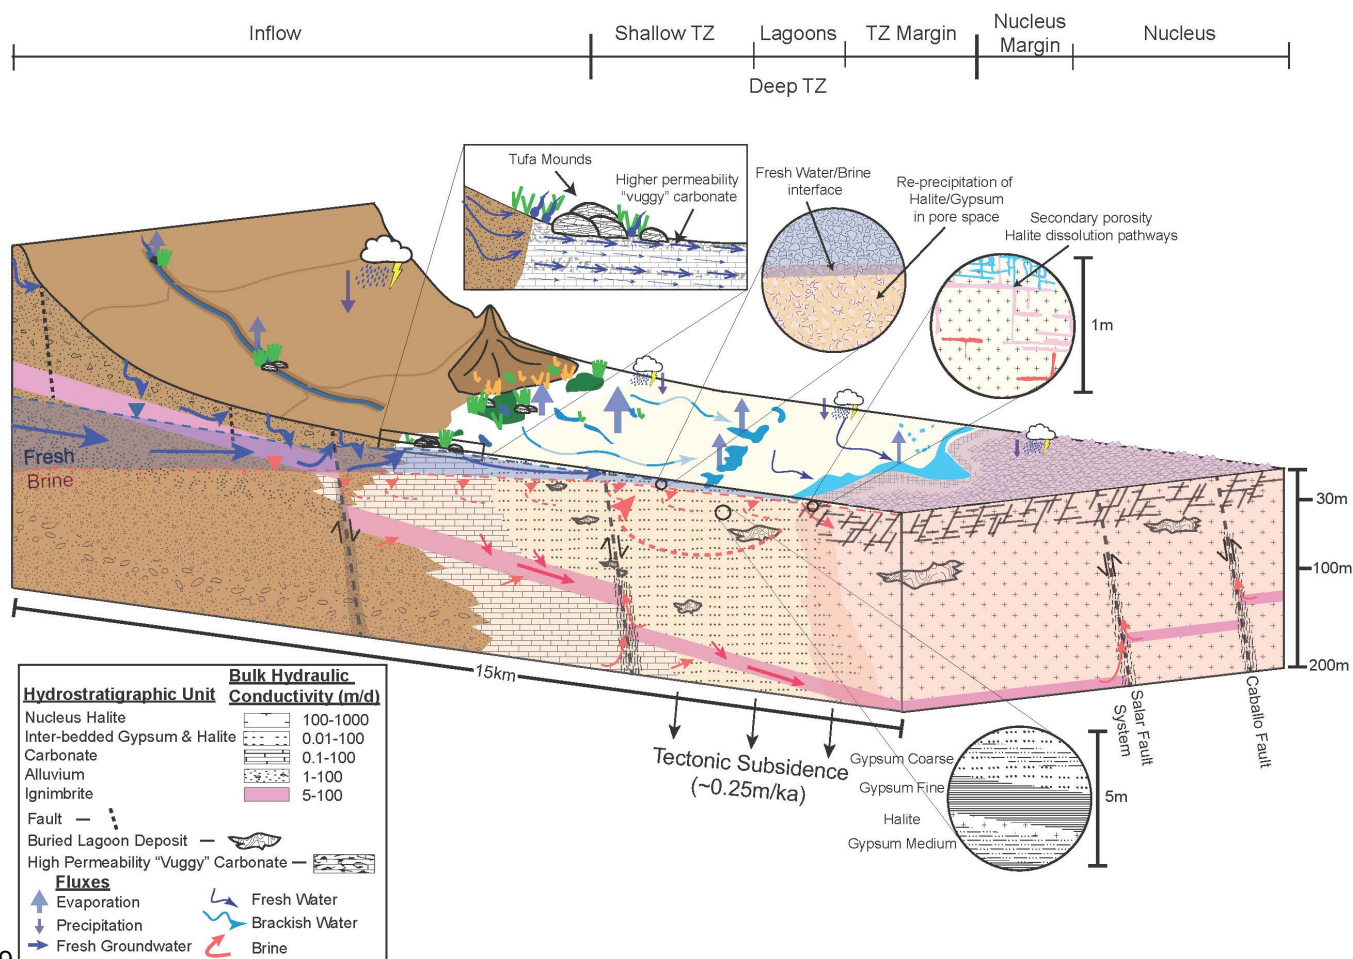 Inflow
Shallow TZ
Lagoons
TZ Margin
Nucleus
Margin
Nucleus
Deep TZ
Tufa Mounds
Higher permeability
"vuggy" carbonate
Fresh Water/Brine
interface
Re-precipitation of
Halite/Gypsum
in pore space
Secondary porosity
Halite dissolution pathways
1m
Fresh
Brine
30m
100m
200m
15km
Tectonic Subsidence
(~0.25m/ka)
Salar Fault
System
Caballo Fault
Gypsum Coarse
Gypsum Fine
Halite
Gypsum Medium
5m
Hydrostratigraphic Unit
Bulk Hydraulic
Conductivity (m/d)
Nucleus Halite 100-1000
Inter-bedded Gypsum & Halite 0.01-100
Carbonate 0.1-100
Alluvium 1-100
Ignimbrite 5-100
Fault
Buried Lagoon Deposit
High Permeability "Vuggy" Carbonate
Fluxes
Evaporation
Precipitation
Fresh Groundwater
Fresh Water
Brackish Water
Brine